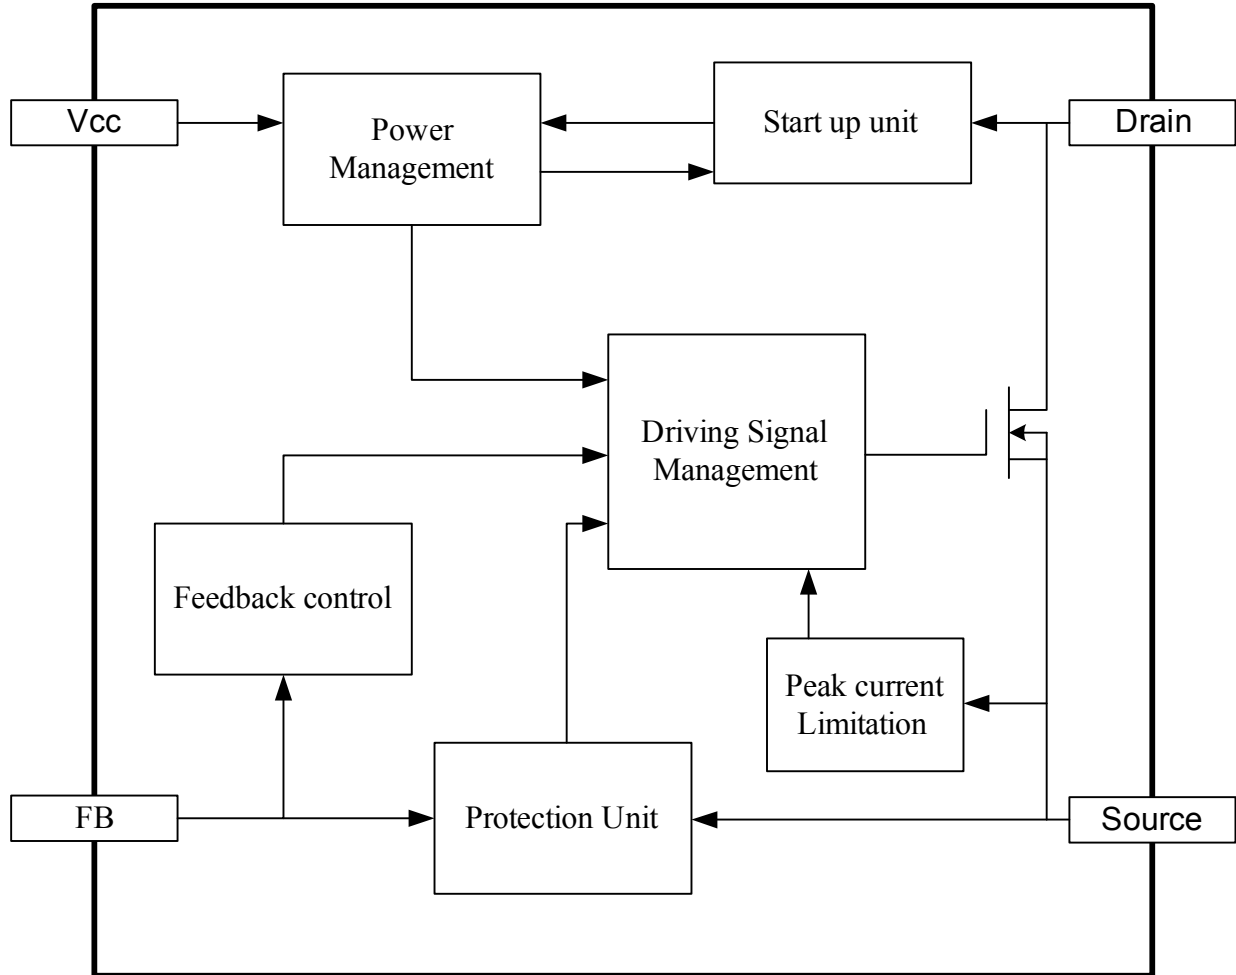 Vcc
Power
Management
Start up unit
Drain
Driving Signal
Management
Feedback control
Peak current
Limitation
FB
Protection Unit
Source